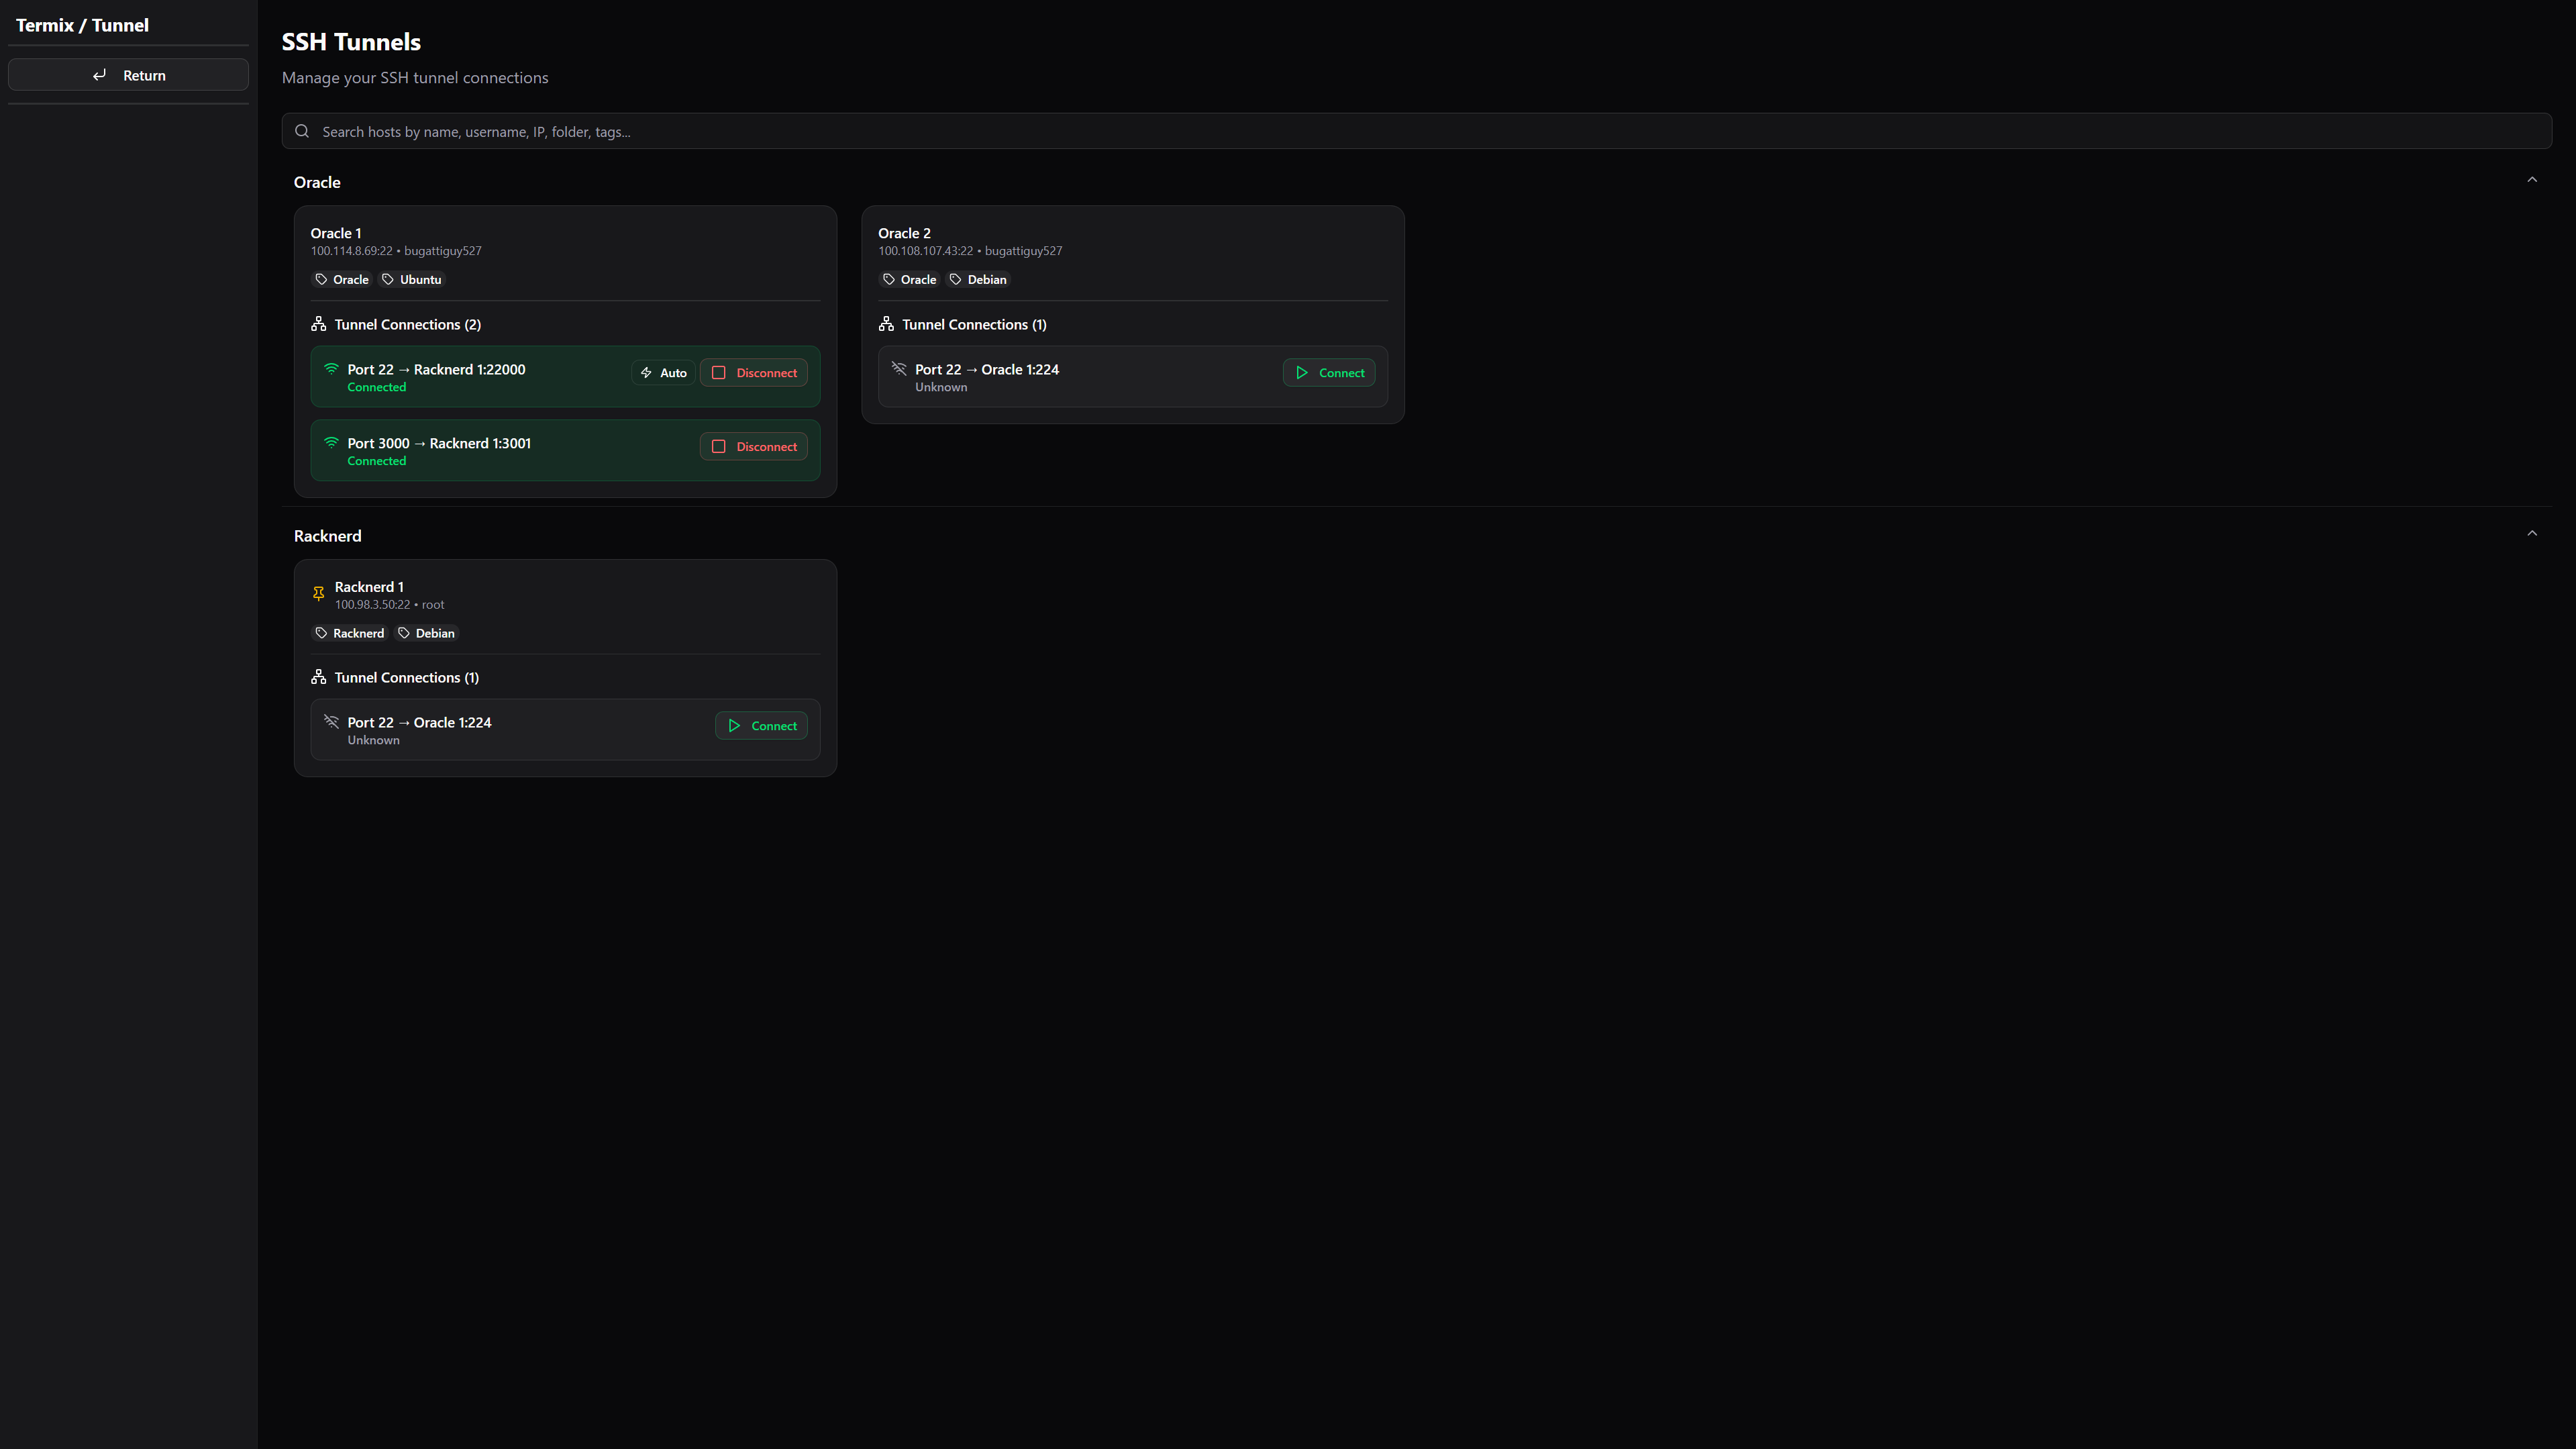 Termix / Tunnel
Return
SSH Tunnels
Manage your SSH tunnel connections
Search hosts by name, username, IP, folder, tags...
Oracle
Oracle 1
100.114.8.69:22 • bugattiguy527
Oracle Ubuntu
Tunnel Connections (2)
Port 22 → Racknerd 1:22000
Connected
Auto Disconnect
Port 3000 → Racknerd 1:3001
Connected
Disconnect
Oracle 2
100.108.107.43:22 • bugattiguy527
Oracle Debian
Tunnel Connections (1)
Port 22 → Oracle 1:224
Unknown
Connect
Racknerd
Racknerd 1
100.98.3.50:22 • root
Racknerd Debian
Tunnel Connections (1)
Port 22 → Oracle 1:224
Unknown
Connect